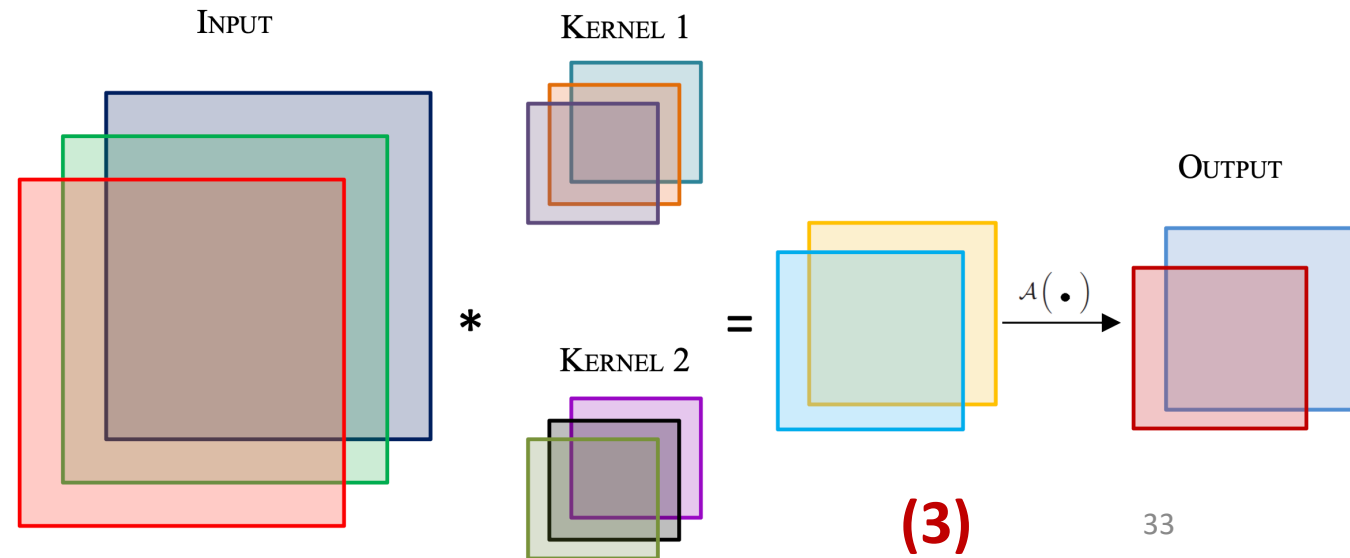 INPUT
KERNEL 1
OUTPUT
𝒜(•)
*
=
KERNEL 2
(3)
33